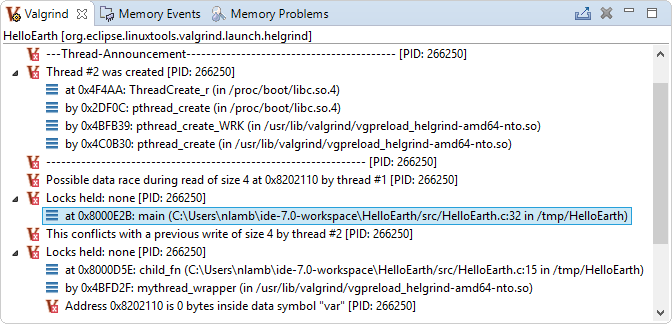 Valgrind Memory Events Memory Problems
HelloEarth [org.eclipse.linuxtools.valgrind.launch.helgrind]
---Thread-Announcement------------------------------------------ [PID: 266250]
Thread #2 was created [PID: 266250]
at 0x4F4AA: ThreadCreate_r (in /proc/boot/libc.so.4)
by 0x2DF0C: pthread_create (in /proc/boot/libc.so.4)
by 0x4BFB39: pthread_create_WRK (in /usr/lib/valgrind/vgpreload_helgrind-amd64-nto.so)
by 0x4C0B30: pthread_create (in /usr/lib/valgrind/vgpreload_helgrind-amd64-nto.so)
---------------------------------------------------------------- [PID: 266250]
Possible data race during read of size 4 at 0x8202110 by thread #1 [PID: 266250]
Locks held: none [PID: 266250]
at 0x8000E2B: main (C:\Users\nlamb\ide-7.0-workspace\HelloEarth/src/HelloEarth.c:32 in /tmp/HelloEarth)
This conflicts with a previous write of size 4 by thread #2 [PID: 266250]
Locks held: none [PID: 266250]
at 0x8000D5E: child_fn (C:\Users\nlamb\ide-7.0-workspace\HelloEarth/src/HelloEarth.c:15 in /tmp/HelloEarth)
by 0x4BFD2F: mythread_wrapper (in /usr/lib/valgrind/vgpreload_helgrind-amd64-nto.so)
Address 0x8202110 is 0 bytes inside data symbol "var" [PID: 266250]